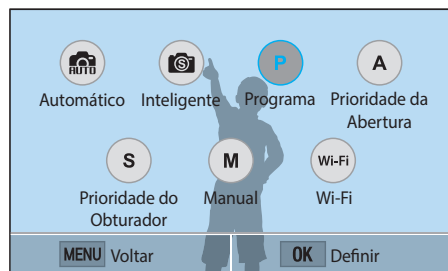 AUTO
S
P
A
Automático
Inteligente
Programa
Prioridade da
Abertura
S
M
Wi-Fi
Prioridade do
Obturador
Manual
Wi-Fi
MENU Voltar
OK Definir